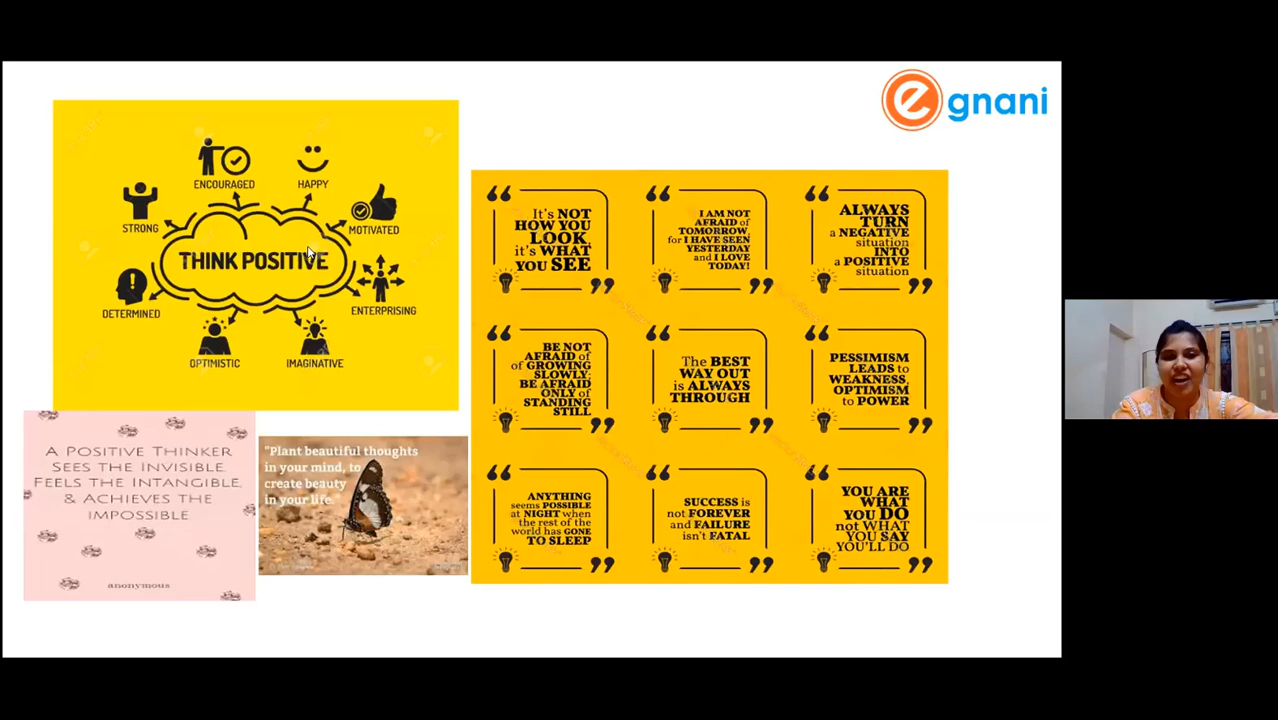 egnani
ENCOURAGED
HAPPY
STRONG
MOTIVATED
THINK POSITIVE
DETERMINED
ENTERPRISING
OPTIMISTIC
IMAGINATIVE
A POSITIVE THINKER
SEES THE INVISIBLE,
FEELS THE INTANGIBLE,
& ACHIEVES THE
IMPOSSIBLE
anonymous
"Plant beautiful thoughts
in your mind, to
create beauty
in your life."
“
It's NOT
HOW YOU
LOOK,
it's WHAT
YOU SEE
”
“
I AM NOT
AFRAID of
TOMORROW,
for I HAVE SEEN
YESTERDAY
and I LOVE
TODAY!
”
“
ALWAYS
TURN
a NEGATIVE
situation
INTO
a POSITIVE
situation
”
“
BE NOT
AFRAID of
of GROWING
SLOWLY;
BE AFRAID
ONLY of
STANDING
STILL
”
“
The BEST
WAY OUT
is ALWAYS
THROUGH
”
“
PESSIMISM
LEADS to
WEAKNESS,
OPTIMISM
to POWER
”
“
ANYTHING
seems POSSIBLE
at NIGHT when
the rest of the
world has GONE
TO SLEEP
”
“
SUCCESS is
not FOREVER
and FAILURE
isn't FATAL
”
“
YOU ARE
WHAT
YOU DO
not WHAT
YOU SAY
YOU'LL DO
”